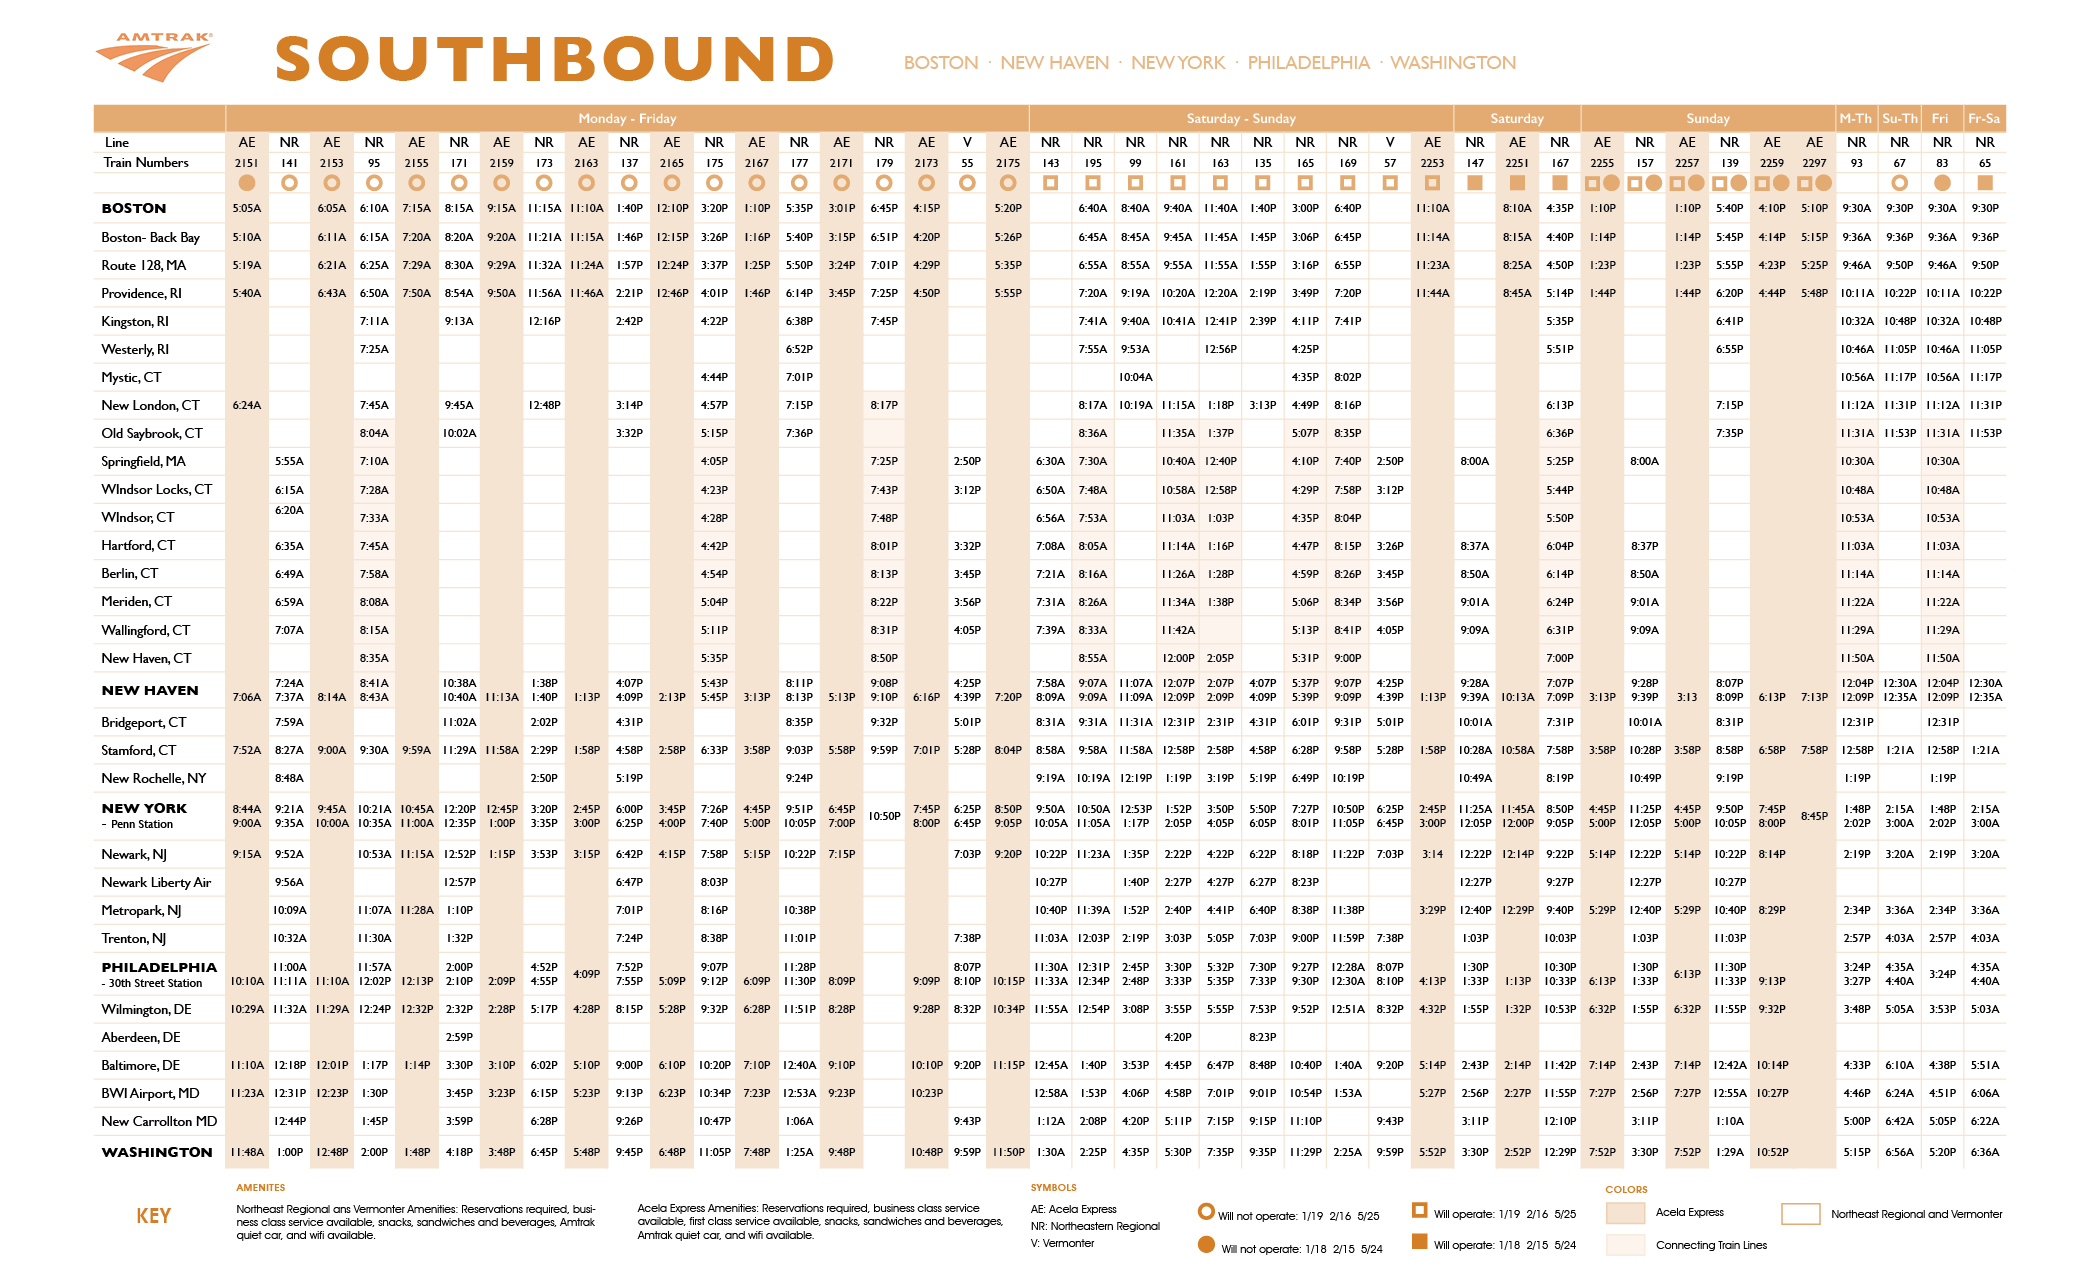 AMTRAK®
SOUTHBOUND
BOSTON · NEW HAVEN · NEW YORK · PHILADELPHIA · WASHINGTON
Monday - Friday Saturday - Sunday Saturday Sunday M-Th Su-Th Fri Fr-Sa
Line AE NR AE NR AE NR AE NR AE NR AE NR AE NR AE NR AE V AE NR NR NR NR NR NR NR NR V AE NR AE NR AE NR AE NR AE AE NR NR NR NR
Train Numbers 2151 141 2153 95 2155 171 2159 173 2163 137 2165 175 2167 177 2171 179 2173 55 2175 143 195 99 161 163 135 165 169 57 2253 147 2251 167 2255 157 2257 139 2259 2297 93 67 83 65
BOSTON 5:05A 6:05A 6:10A 7:15A 8:15A 9:15A 11:15A 11:10A 1:40P 12:10P 3:20P 1:10P 5:35P 3:01P 6:45P 4:15P 5:20P 6:40A 8:40A 9:40A 11:40A 1:40P 3:00P 6:40P 11:10A 8:10A 4:35P 1:10P 1:10P 5:40P 4:10P 5:10P 9:30A 9:30P 9:30A 9:30P
Boston- Back Bay 5:10A 6:11A 6:15A 7:20A 8:20A 9:20A 11:21A 11:15A 1:46P 12:15P 3:26P 1:16P 5:40P 3:15P 6:51P 4:20P 5:26P 6:45A 8:45A 9:45A 11:45A 1:45P 3:06P 6:45P 11:14A 8:15A 4:40P 1:14P 1:14P 5:45P 4:14P 5:15P 9:36A 9:36P 9:36A 9:36P
Route 128, MA 5:19A 6:21A 6:25A 7:29A 8:30A 9:29A 11:32A 11:24A 1:57P 12:24P 3:37P 1:25P 5:50P 3:24P 7:01P 4:29P 5:35P 6:55A 8:55A 9:55A 11:55A 1:55P 3:16P 6:55P 11:23A 8:25A 4:50P 1:23P 1:23P 5:55P 4:23P 5:25P 9:46A 9:50P 9:46A 9:50P
Providence, RI 5:40A 6:43A 6:50A 7:50A 8:54A 9:50A 11:56A 11:46A 2:21P 12:46P 4:01P 1:46P 6:14P 3:45P 7:25P 4:50P 5:55P 7:20A 9:19A 10:20A 12:20A 2:19P 3:49P 7:20P 11:44A 8:45A 5:14P 1:44P 1:44P 6:20P 4:44P 5:48P 10:11A 10:22P 10:11A 10:22P
Kingston, RI 7:11A 9:13A 12:16P 2:42P 4:22P 6:38P 7:45P 7:41A 9:40A 10:41A 12:41P 2:39P 4:11P 7:41P 5:35P 6:41P 10:32A 10:48P 10:32A 10:48P
Westerly, RI 7:25A 6:52P 7:55A 9:53A 12:56P 4:25P 5:51P 6:55P 10:46A 11:05P 10:46A 11:05P
Mystic, CT 4:44P 7:01P 10:04A 4:35P 8:02P 10:56A 11:17P 10:56A 11:17P
New London, CT 6:24A 7:45A 9:45A 12:48P 3:14P 4:57P 7:15P 8:17P 8:17A 10:19A 11:15A 1:18P 3:13P 4:49P 8:16P 6:13P 7:15P 11:12A 11:31P 11:12A 11:31P
Old Saybrook, CT 8:04A 10:02A 3:32P 5:15P 7:36P 8:36A 11:35A 1:37P 5:07P 8:35P 6:36P 7:35P 11:31A 11:53P 11:31A 11:53P
Springfield, MA 5:55A 7:10A 4:05P 7:25P 2:50P 6:30A 7:30A 10:40A 12:40P 4:10P 7:40P 2:50P 8:00A 5:25P 8:00A 10:30A 10:30A
WIndsor Locks, CT 6:15A 7:28A 4:23P 7:43P 3:12P 6:50A 7:48A 10:58A 12:58P 4:29P 7:58P 3:12P 5:44P 10:48A 10:48A
WIndsor, CT 6:20A 7:33A 4:28P 7:48P 6:56A 7:53A 11:03A 1:03P 4:35P 8:04P 5:50P 10:53A 10:53A
Hartford, CT 6:35A 7:45A 4:42P 8:01P 3:32P 7:08A 8:05A 11:14A 1:16P 4:47P 8:15P 3:26P 8:37A 6:04P 8:37P 11:03A 11:03A
Berlin, CT 6:49A 7:58A 4:54P 8:13P 3:45P 7:21A 8:16A 11:26A 1:28P 4:59P 8:26P 3:45P 8:50A 6:14P 8:50A 11:14A 11:14A
Meriden, CT 6:59A 8:08A 5:04P 8:22P 3:56P 7:31A 8:26A 11:34A 1:38P 5:06P 8:34P 3:56P 9:01A 6:24P 9:01A 11:22A 11:22A
Wallingford, CT 7:07A 8:15A 5:11P 8:31P 4:05P 7:39A 8:33A 11:42A 5:13P 8:41P 4:05P 9:09A 6:31P 9:09A 11:29A 11:29A
New Haven, CT 8:35A 5:35P 8:50P 8:55A 12:00P 2:05P 5:31P 9:00P 7:00P 11:50A 11:50A
7:24A 8:41A 10:38A 1:38P 4:07P 5:43P 8:11P 9:08P 4:25P 7:58A 9:07A 11:07A 12:07P 2:07P 4:07P 5:37P 9:07P 4:25P 9:28A 7:07P 9:28P 8:07P 12:04P 12:30A 12:04P 12:30A
NEW HAVEN 7:06A 7:37A 8:14A 8:43A 10:40A 11:13A 1:40P 1:13P 4:09P 2:13P 5:45P 3:13P 8:13P 5:13P 9:10P 6:16P 4:39P 7:20P 8:09A 9:09A 11:09A 12:09P 2:09P 4:09P 5:39P 9:09P 4:39P 1:13P 9:39A 10:13A 7:09P 3:13P 9:39P 3:13 8:09P 6:13P 7:13P 12:09P 12:35A 12:09P 12:35A
Bridgeport, CT 7:59A 11:02A 2:02P 4:31P 8:35P 9:32P 5:01P 8:31A 9:31A 11:31A 12:31P 2:31P 4:31P 6:01P 9:31P 5:01P 10:01A 7:31P 10:01A 8:31P 12:31P 12:31P
Stamford, CT 7:52A 8:27A 9:00A 9:30A 9:59A 11:29A 11:58A 2:29P 1:58P 4:58P 2:58P 6:33P 3:58P 9:03P 5:58P 9:59P 7:01P 5:28P 8:04P 8:58A 9:58A 11:58A 12:58P 2:58P 4:58P 6:28P 9:58P 5:28P 1:58P 10:28A 10:58A 7:58P 3:58P 10:28P 3:58P 8:58P 6:58P 7:58P 12:58P 1:21A 12:58P 1:21A
New Rochelle, NY 8:48A 2:50P 5:19P 9:24P 9:19A 10:19A 12:19P 1:19P 3:19P 5:19P 6:49P 10:19P 10:49A 8:19P 10:49P 9:19P 1:19P 1:19P
NEW YORK 8:44A 9:21A 9:45A 10:21A 10:45A 12:20P 12:45P 3:20P 2:45P 6:00P 3:45P 7:26P 4:45P 9:51P 6:45P 10:50P 7:45P 6:25P 8:50P 9:50A 10:50A 12:53P 1:52P 3:50P 5:50P 7:27P 10:50P 6:25P 2:45P 11:25A 11:45A 8:50P 4:45P 11:25P 4:45P 9:50P 7:45P 8:45P 1:48P 2:15A 1:48P 2:15A
- Penn Station 9:00A 9:35A 10:00A 10:35A 11:00A 12:35P 1:00P 3:35P 3:00P 6:25P 4:00P 7:40P 5:00P 10:05P 7:00P 8:00P 6:45P 9:05P 10:05A 11:05A 1:17P 2:05P 4:05P 6:05P 8:01P 11:05P 6:45P 3:00P 12:05P 12:00P 9:05P 5:00P 12:05P 5:00P 10:05P 8:00P 2:02P 3:00A 2:02P 3:00A
Newark, NJ 9:15A 9:52A 10:53A 11:15A 12:52P 1:15P 3:53P 3:15P 6:42P 4:15P 7:58P 5:15P 10:22P 7:15P 7:03P 9:20P 10:22P 11:23A 1:35P 2:22P 4:22P 6:22P 8:18P 11:22P 7:03P 3:14 12:22P 12:14P 9:22P 5:14P 12:22P 5:14P 10:22P 8:14P 2:19P 3:20A 2:19P 3:20A
Newark Liberty Air 9:56A 12:57P 6:47P 8:03P 10:27P 1:40P 2:27P 4:27P 6:27P 8:23P 12:27P 9:27P 12:27P 10:27P
Metropark, NJ 10:09A 11:07A 11:28A 1:10P 7:01P 8:16P 10:38P 10:40P 11:39A 1:52P 2:40P 4:41P 6:40P 8:38P 11:38P 3:29P 12:40P 12:29P 9:40P 5:29P 12:40P 5:29P 10:40P 8:29P 2:34P 3:36A 2:34P 3:36A
Trenton, NJ 10:32A 11:30A 1:32P 7:24P 8:38P 11:01P 7:38P 11:03A 12:03P 2:19P 3:03P 5:05P 7:03P 9:00P 11:59P 7:38P 1:03P 10:03P 1:03P 11:03P 2:57P 4:03A 2:57P 4:03A
PHILADELPHIA 11:00A 11:57A 2:00P 4:52P 4:09P 7:52P 9:07P 11:28P 8:07P 11:30A 12:31P 2:45P 3:30P 5:32P 7:30P 9:27P 12:28A 8:07P 1:30P 10:30P 1:30P 6:13P 11:30P 3:24P 4:35A 3:24P 4:35A
- 30th Street Station 10:10A 11:11A 11:10A 12:02P 12:13P 2:10P 2:09P 4:55P 7:55P 5:09P 9:12P 6:09P 11:30P 8:09P 9:09P 8:10P 10:15P 11:33A 12:34P 2:48P 3:33P 5:35P 7:33P 9:30P 12:30A 8:10P 4:13P 1:33P 1:13P 10:33P 6:13P 1:33P 11:33P 9:13P 3:27P 4:40A 4:40A
Wilmington, DE 10:29A 11:32A 11:29A 12:24P 12:32P 2:32P 2:28P 5:17P 4:28P 8:15P 5:28P 9:32P 6:28P 11:51P 8:28P 9:28P 8:32P 10:34P 11:55A 12:54P 3:08P 3:55P 5:55P 7:53P 9:52P 12:51A 8:32P 4:32P 1:55P 1:32P 10:53P 6:32P 1:55P 6:32P 11:55P 9:32P 3:48P 5:05A 3:53P 5:03A
Aberdeen, DE 2:59P 4:20P 8:23P
Baltimore, DE 11:10A 12:18P 12:01P 1:17P 1:14P 3:30P 3:10P 6:02P 5:10P 9:00P 6:10P 10:20P 7:10P 12:40A 9:10P 10:10P 9:20P 11:15P 12:45A 1:40P 3:53P 4:45P 6:47P 8:48P 10:40P 1:40A 9:20P 5:14P 2:43P 2:14P 11:42P 7:14P 2:43P 7:14P 12:42A 10:14P 4:33P 6:10A 4:38P 5:51A
BWI Airport, MD 11:23A 12:31P 12:23P 1:30P 3:45P 3:23P 6:15P 5:23P 9:13P 6:23P 10:34P 7:23P 12:53A 9:23P 10:23P 12:58A 1:53P 4:06P 4:58P 7:01P 9:01P 10:54P 1:53A 5:27P 2:56P 2:27P 11:55P 7:27P 2:56P 7:27P 12:55A 10:27P 4:46P 6:24A 4:51P 6:06A
New Carrollton MD 12:44P 1:45P 3:59P 6:28P 9:26P 10:47P 1:06A 9:43P 1:12A 2:08P 4:20P 5:11P 7:15P 9:15P 11:10P 9:43P 3:11P 12:10P 3:11P 1:10A 5:00P 6:42A 5:05P 6:22A
WASHINGTON 11:48A 1:00P 12:48P 2:00P 1:48P 4:18P 3:48P 6:45P 5:48P 9:45P 6:48P 11:05P 7:48P 1:25A 9:48P 10:48P 9:59P 11:50P 1:30A 2:25P 4:35P 5:30P 7:35P 9:35P 11:29P 2:25A 9:59P 5:52P 3:30P 2:52P 12:29P 7:52P 3:30P 7:52P 1:29A 10:52P 5:15P 6:56A 5:20P 6:36A
KEY
AMENITES
Northeast Regional ans Vermonter Amenities: Reservations required, busi-
ness class service available, snacks, sandwiches and beverages, Amtrak
quiet car, and wifi available.
Acela Express Amenities: Reservations required, business class service
available, first class service available, snacks, sandwiches and beverages,
Amtrak quiet car, and wifi available.
SYMBOLS
AE: Acela Express
NR: Northeastern Regional
V: Vermonter
Will not operate: 1/19 2/16 5/25
Will not operate: 1/18 2/15 5/24
Will operate: 1/19 2/16 5/25
Will operate: 1/18 2/15 5/24
COLORS
Acela Express
Connecting Train Lines
Northeast Regional and Vermonter